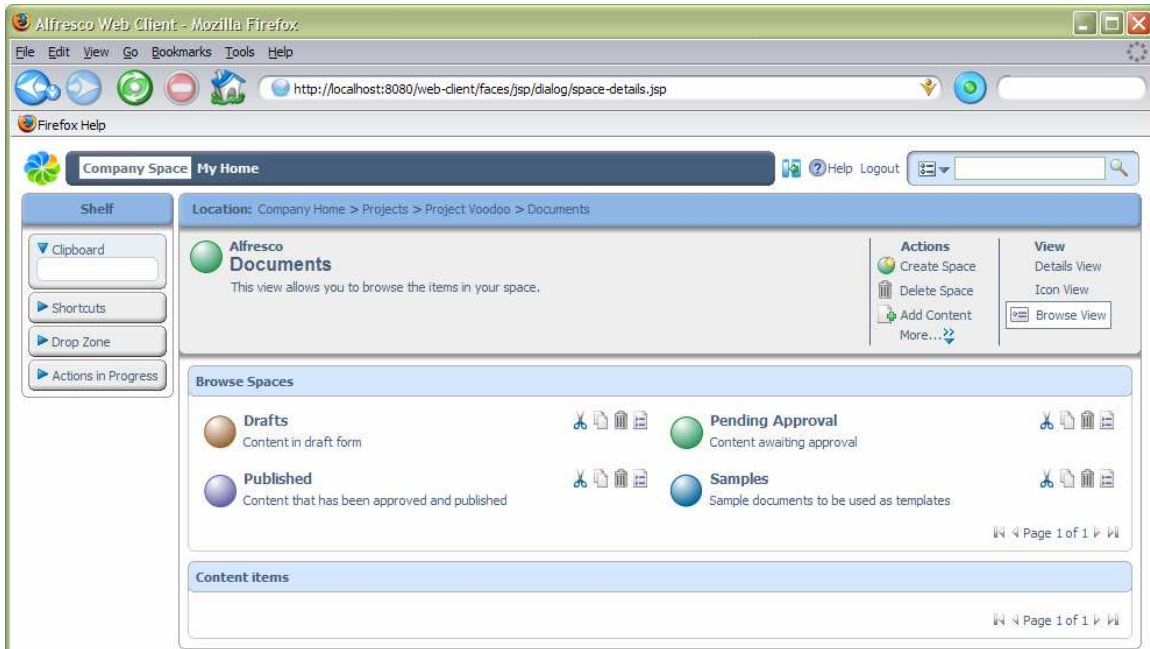 Alfresco Web Client - Mozilla Firefox
File Edit View Go Bookmarks Tools Help
http://localhost:8080/web-client/faces/jsp/dialog/space-details.jsp
Firefox Help
Company Space My Home
Help Logout
Shelf
Location: Company Home > Projects > Project Voodoo > Documents
Clipboard
Shortcuts
Drop Zone
Actions in Progress
Alfresco
Documents
This view allows you to browse the items in your space.
Actions
Create Space
Delete Space
Add Content
More...
View
Details View
Icon View
Browse View
Browse Spaces
Drafts
Content in draft form
Pending Approval
Content awaiting approval
Published
Content that has been approved and published
Samples
Sample documents to be used as templates
Page 1 of 1
Content items
Page 1 of 1